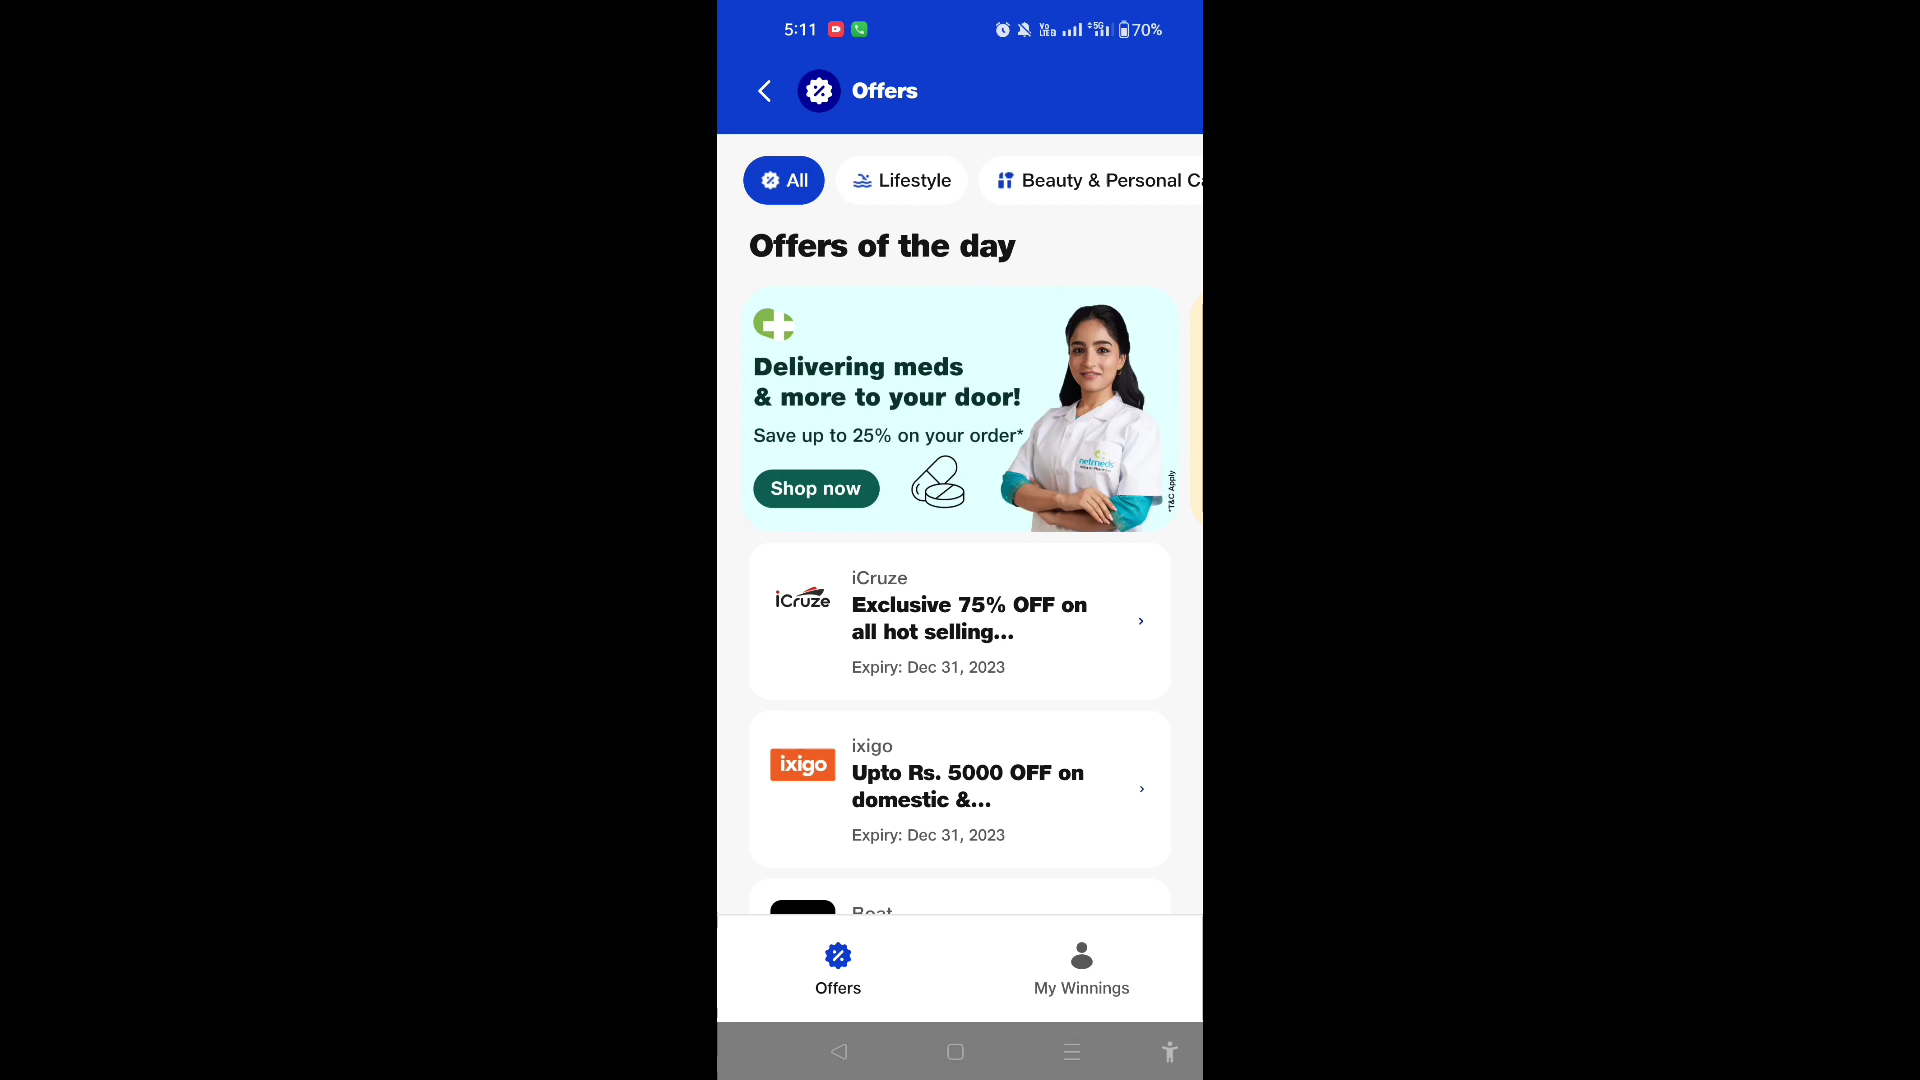 5:11
70%
Offers
All
Lifestyle
Beauty & Personal Ca
Offers of the day
Delivering meds
& more to your door!
Save up to 25% on your order*
Shop now
netmeds
*T&C Apply
iCruze
iCruze
Exclusive 75% OFF on
all hot selling...
Expiry: Dec 31, 2023
ixigo
ixigo
Upto Rs. 5000 OFF on
domestic &...
Expiry: Dec 31, 2023
Boat
Offers
My Winnings